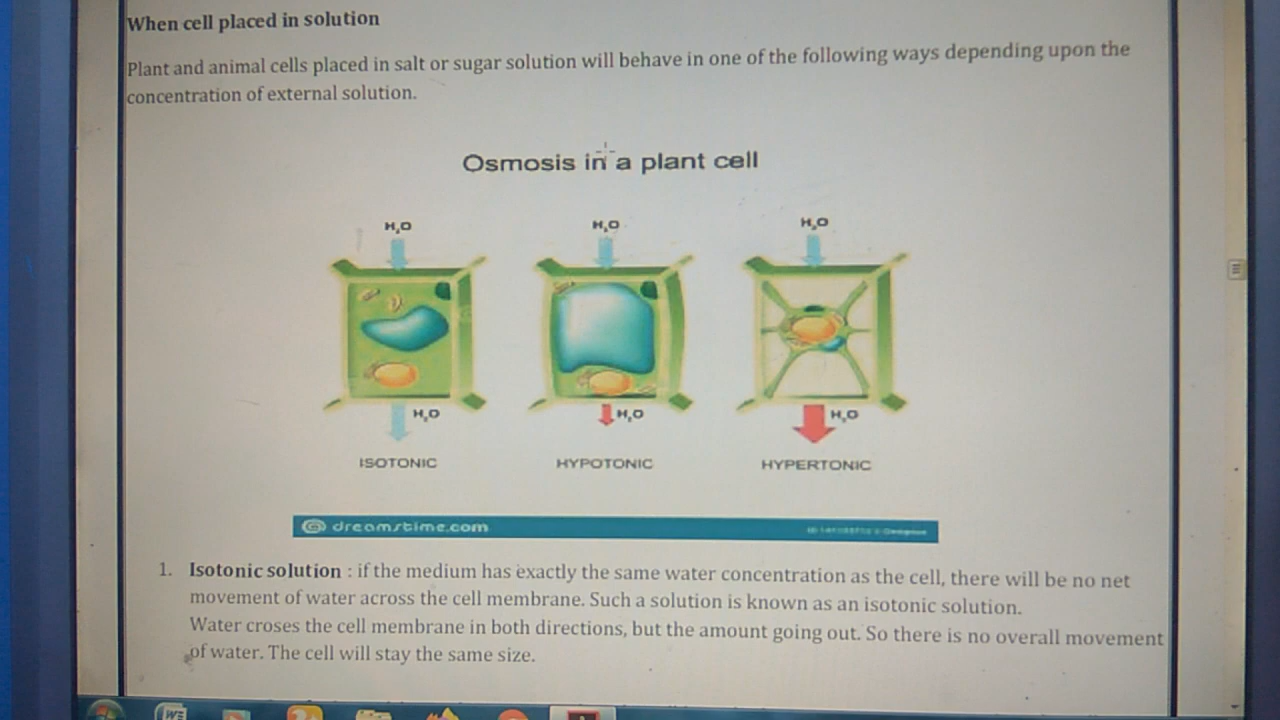 When cell placed in solution
Plant and animal cells placed in salt or sugar solution will behave in one of the following ways depending upon the
concentration of external solution.
Osmosis in a plant cell
H₂O H₂O H₂O
H₂O H₂O H₂O
ISOTONIC HYPOTONIC HYPERTONIC
dreamstime.com
1. Isotonic solution : if the medium has exactly the same water concentration as the cell, there will be no net
movement of water across the cell membrane. Such a solution is known as an isotonic solution.
Water croses the cell membrane in both directions, but the amount going out. So there is no overall movement
of water. The cell will stay the same size.